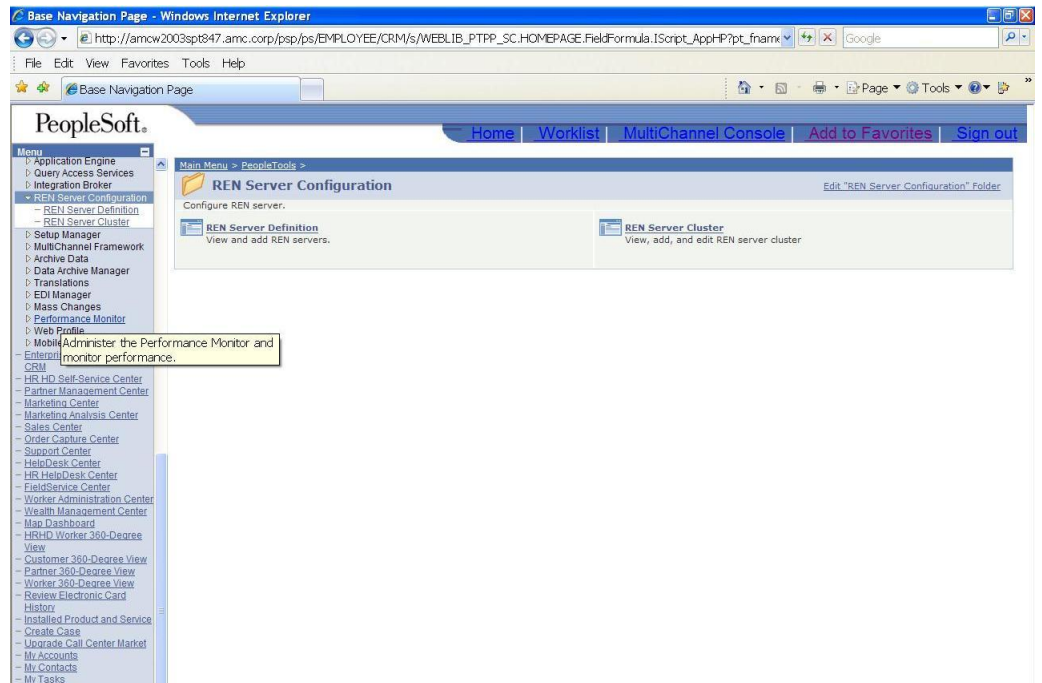 Base Navigation Page - Windows Internet Explorer
http://amcw2003spt847.amc.corp/psp/ps/EMPLOYEE/CRM/s/WEBLIB_PTPP_SC.HOMEPAGE.FieldFormula.IScript_AppHP?pt_fname
Google
File Edit View Favorites Tools Help
Base Navigation Page
Page Tools
PeopleSoft.
Home | Worklist | MultiChannel Console | Add to Favorites | Sign out
Menu
Application Engine
Query Access Services
Integration Broker
REN Server Configuration
– REN Server Definition
– REN Server Cluster
Setup Manager
MultiChannel Framework
Archive Data
Data Archive Manager
Translations
EDI Manager
Mass Changes
Performance Monitor
Web Profile
Mobile
– Enterpri
CRM
– HR HD Self-Service Center
– Partner Management Center
– Marketing Center
– Marketing Analysis Center
– Sales Center
– Order Capture Center
– Support Center
– HelpDesk Center
– HR HelpDesk Center
– FieldService Center
– Worker Administration Center
– Wealth Management Center
– Map Dashboard
– HRHD Worker 360-Degree
View
– Customer 360-Degree View
– Partner 360-Degree View
– Worker 360-Degree View
– Review Electronic Card
History
– Installed Product and Service
– Create Case
– Upgrade Call Center Market
– My Accounts
– My Contacts
– My Tasks
Administer the Performance Monitor and
monitor performance.
Main Menu > PeopleTools >
REN Server Configuration
Edit "REN Server Configuration" Folder
Configure REN server.
REN Server Definition
View and add REN servers.
REN Server Cluster
View, add, and edit REN server cluster